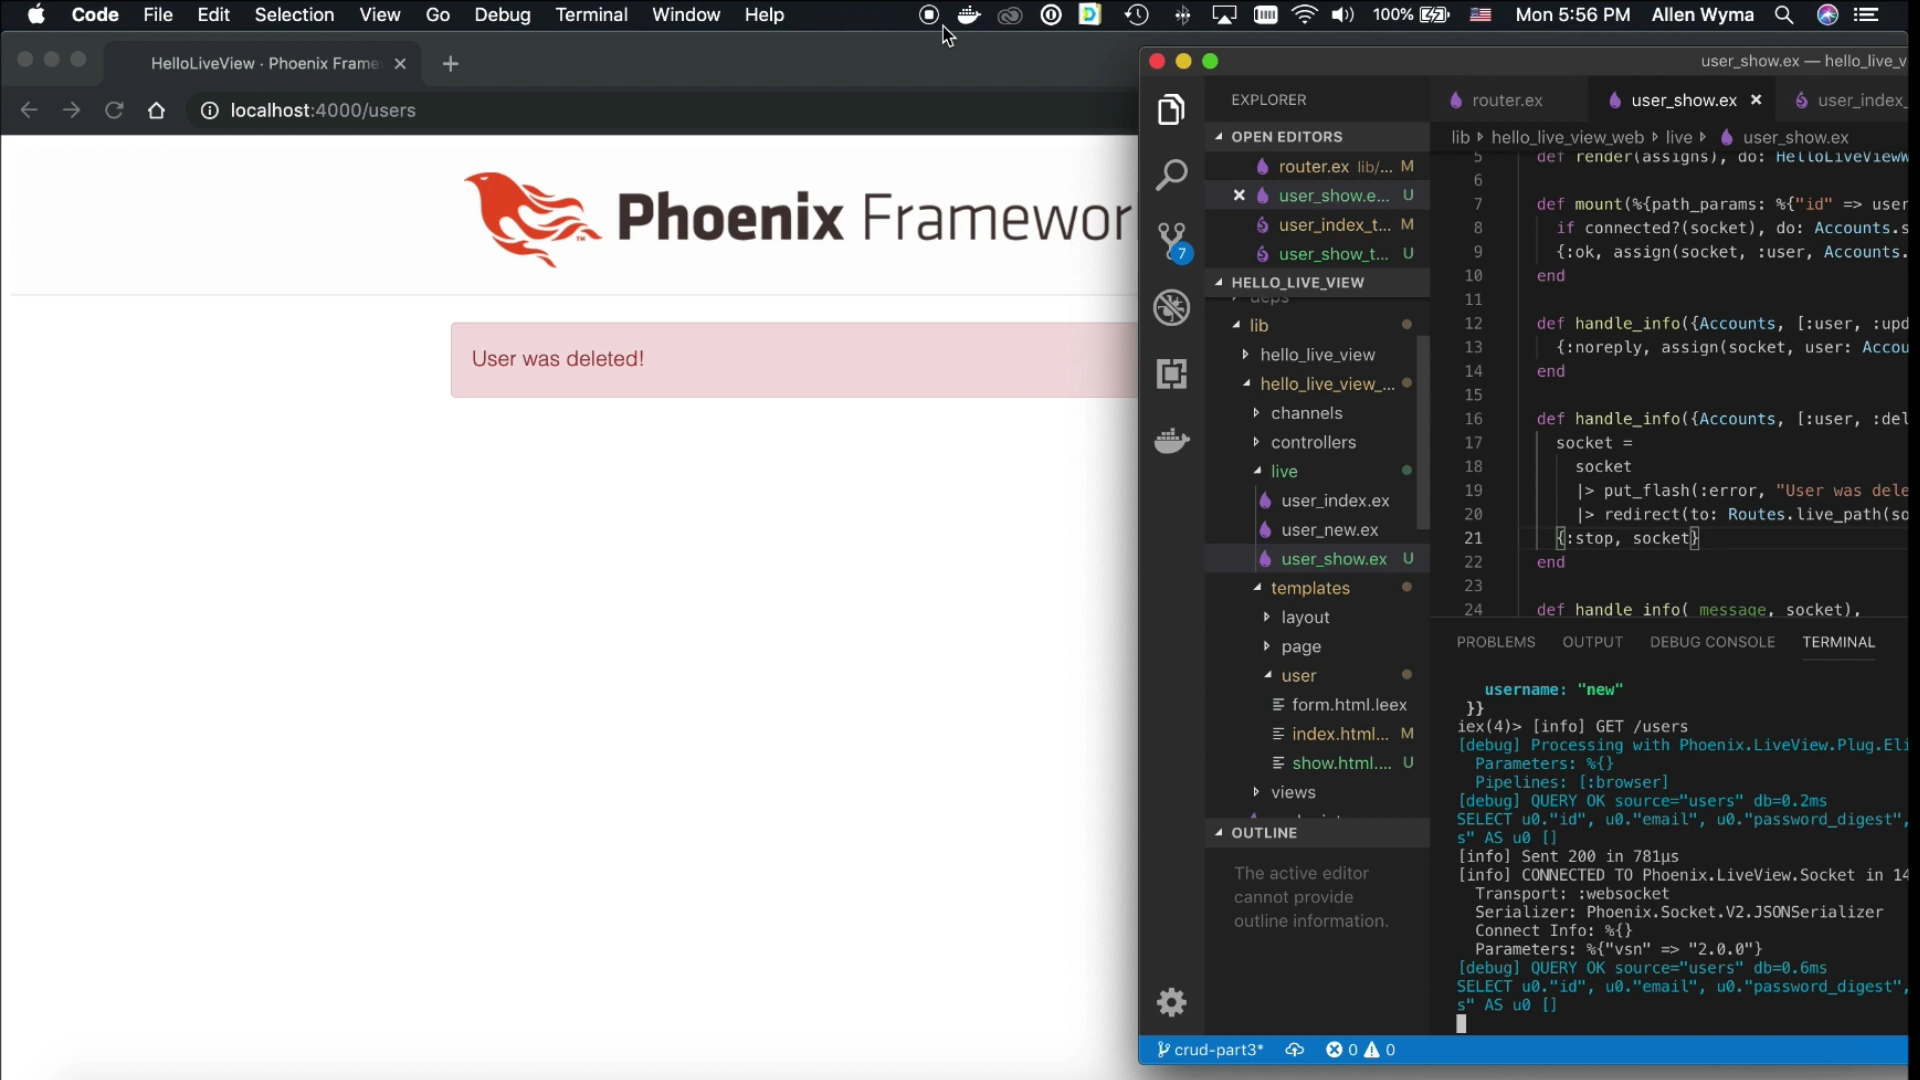 Code File Edit Selection View Go Debug Terminal Window Help 100% Mon 5:56 PM Allen Wyma
HelloLiveView · Phoenix Frame
localhost:4000/users
Phoenix Framewor
User was deleted!
user_show.ex — hello_live_v
EXPLORER
OPEN EDITORS
router.ex lib/... M
user_show.e... U
user_index_t... M
user_show_t... U
HELLO_LIVE_VIEW
deps
lib
hello_live_view
hello_live_view_...
channels
controllers
live
user_index.ex
user_new.ex
user_show.ex U
templates
layout
page
user
form.html.leex
index.html... M
show.html.... U
views
OUTLINE
The active editor
cannot provide
outline information.
7
router.ex user_show.ex user_index_
lib hello_live_view_web live user_show.ex
5 def render(assigns), do: HelloLiveViewW
6
7 def mount(%{path_params: %{"id" => user
8 if connected?(socket), do: Accounts.s
9 {:ok, assign(socket, :user, Accounts.
10 end
11
12 def handle_info({Accounts, [:user, :upd
13 {:noreply, assign(socket, user: Accou
14 end
15
16 def handle_info({Accounts, [:user, :del
17 socket =
18 socket
19 |> put_flash(:error, "User was dele
20 |> redirect(to: Routes.live_path(so
21 {:stop, socket}
22 end
23
24 def handle_info(_message, socket),
PROBLEMS OUTPUT DEBUG CONSOLE TERMINAL
username: "new"
}}
iex(4)> [info] GET /users
[debug] Processing with Phoenix.LiveView.Plug.Eli
Parameters: %{}
Pipelines: [:browser]
[debug] QUERY OK source="users" db=0.2ms
SELECT u0."id", u0."email", u0."password_digest",
s" AS u0 []
[info] Sent 200 in 781µs
[info] CONNECTED TO Phoenix.LiveView.Socket in 14
Transport: :websocket
Serializer: Phoenix.Socket.V2.JSONSerializer
Connect Info: %{}
Parameters: %{"vsn" => "2.0.0"}
[debug] QUERY OK source="users" db=0.6ms
SELECT u0."id", u0."email", u0."password_digest",
s" AS u0 []
crud-part3* 0 0